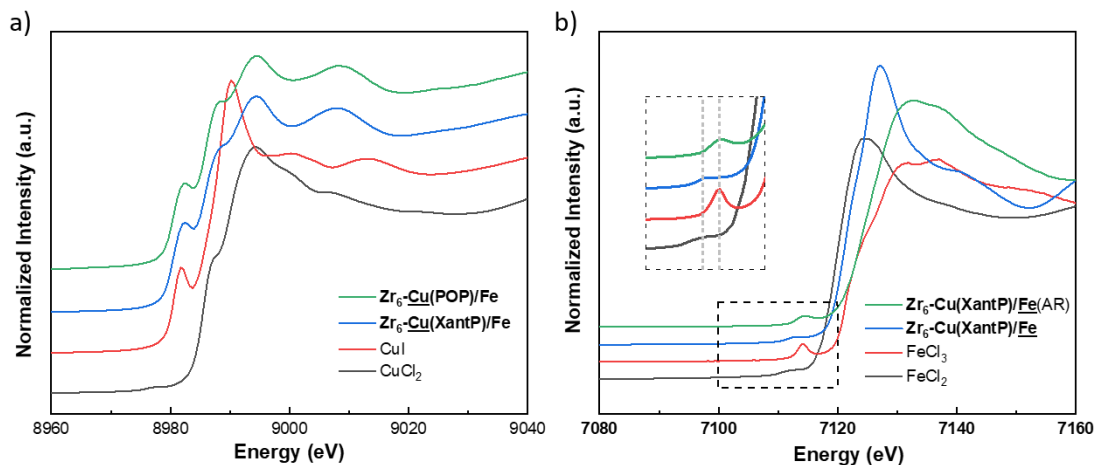 a)
Normalized Intensity (a.u.)
Zr6-Cu(POP)/Fe
Zr6-Cu(XantP)/Fe
CuI
CuCl2
8960 8980 9000 9020 9040
Energy (eV)
b)
Normalized Intensity (a.u.)
Zr6-Cu(XantP)/Fe(AR)
Zr6-Cu(XantP)/Fe
FeCl3
FeCl2
7080 7100 7120 7140 7160
Energy (eV)